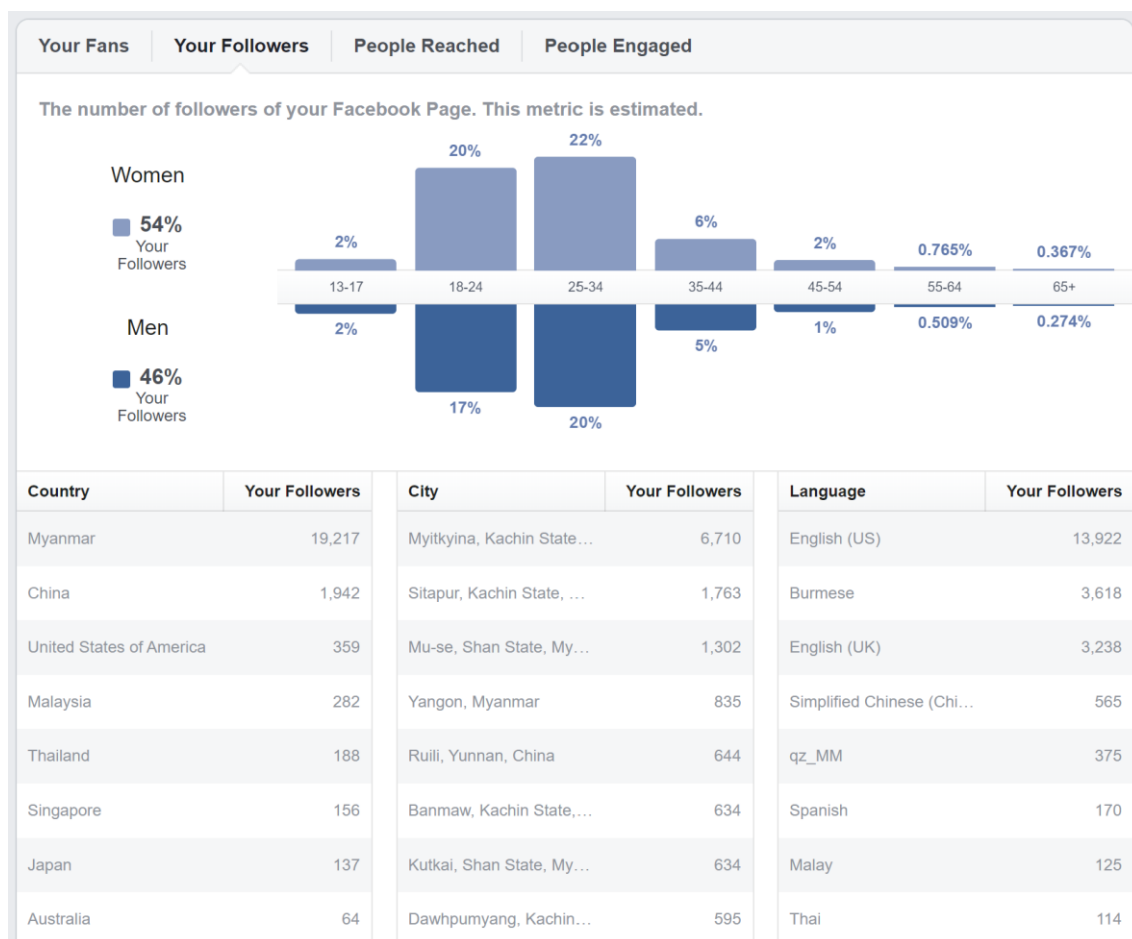 Your Fans Your Followers People Reached People Engaged
The number of followers of your Facebook Page. This metric is estimated.
Women
54%
Your
Followers
2% 20% 22% 6% 2% 0.765% 0.367%
13-17 18-24 25-34 35-44 45-54 55-64 65+
Men
46%
Your
Followers
2% 17% 20% 5% 1% 0.509% 0.274%
Country Your Followers City Your Followers Language Your Followers
Myanmar 19,217 Myitkyina, Kachin State… 6,710 English (US) 13,922
China 1,942 Sitapur, Kachin State, … 1,763 Burmese 3,618
United States of America 359 Mu-se, Shan State, My… 1,302 English (UK) 3,238
Malaysia 282 Yangon, Myanmar 835 Simplified Chinese (Chi… 565
Thailand 188 Ruili, Yunnan, China 644 qz_MM 375
Singapore 156 Banmaw, Kachin State,… 634 Spanish 170
Japan 137 Kutkai, Shan State, My… 634 Malay 125
Australia 64 Dawhpumyang, Kachin… 595 Thai 114